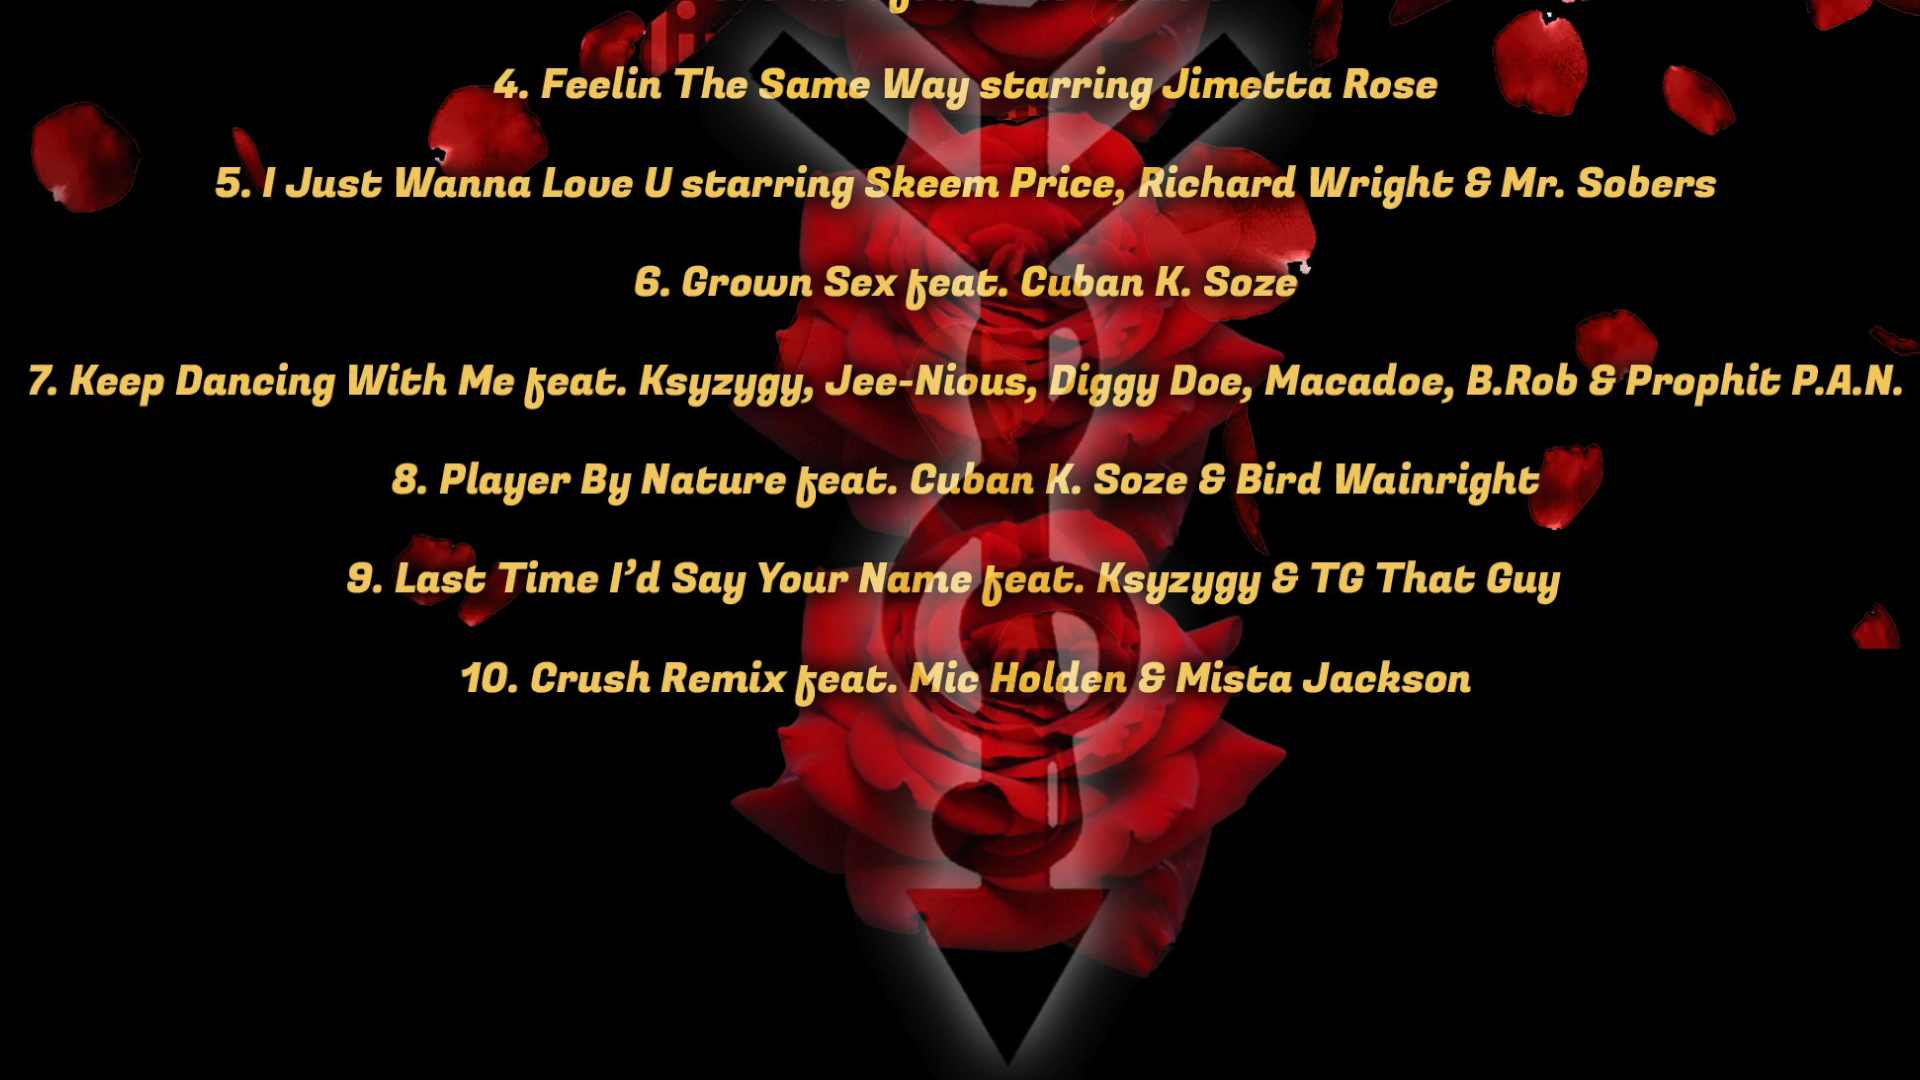 4. Feelin The Same Way starring Jimetta Rose
5. I Just Wanna Love U starring Skeem Price, Richard Wright & Mr. Sobers
6. Grown Sex feat. Cuban K. Soze
7. Keep Dancing With Me feat. Ksyzygy, Jee-Nious, Diggy Doe, Macadoe, B.Rob & Prophit P.A.N.
8. Player By Nature feat. Cuban K. Soze & Bird Wainright
9. Last Time I’d Say Your Name feat. Ksyzygy & TG That Guy
10. Crush Remix feat. Mic Holden & Mista Jackson